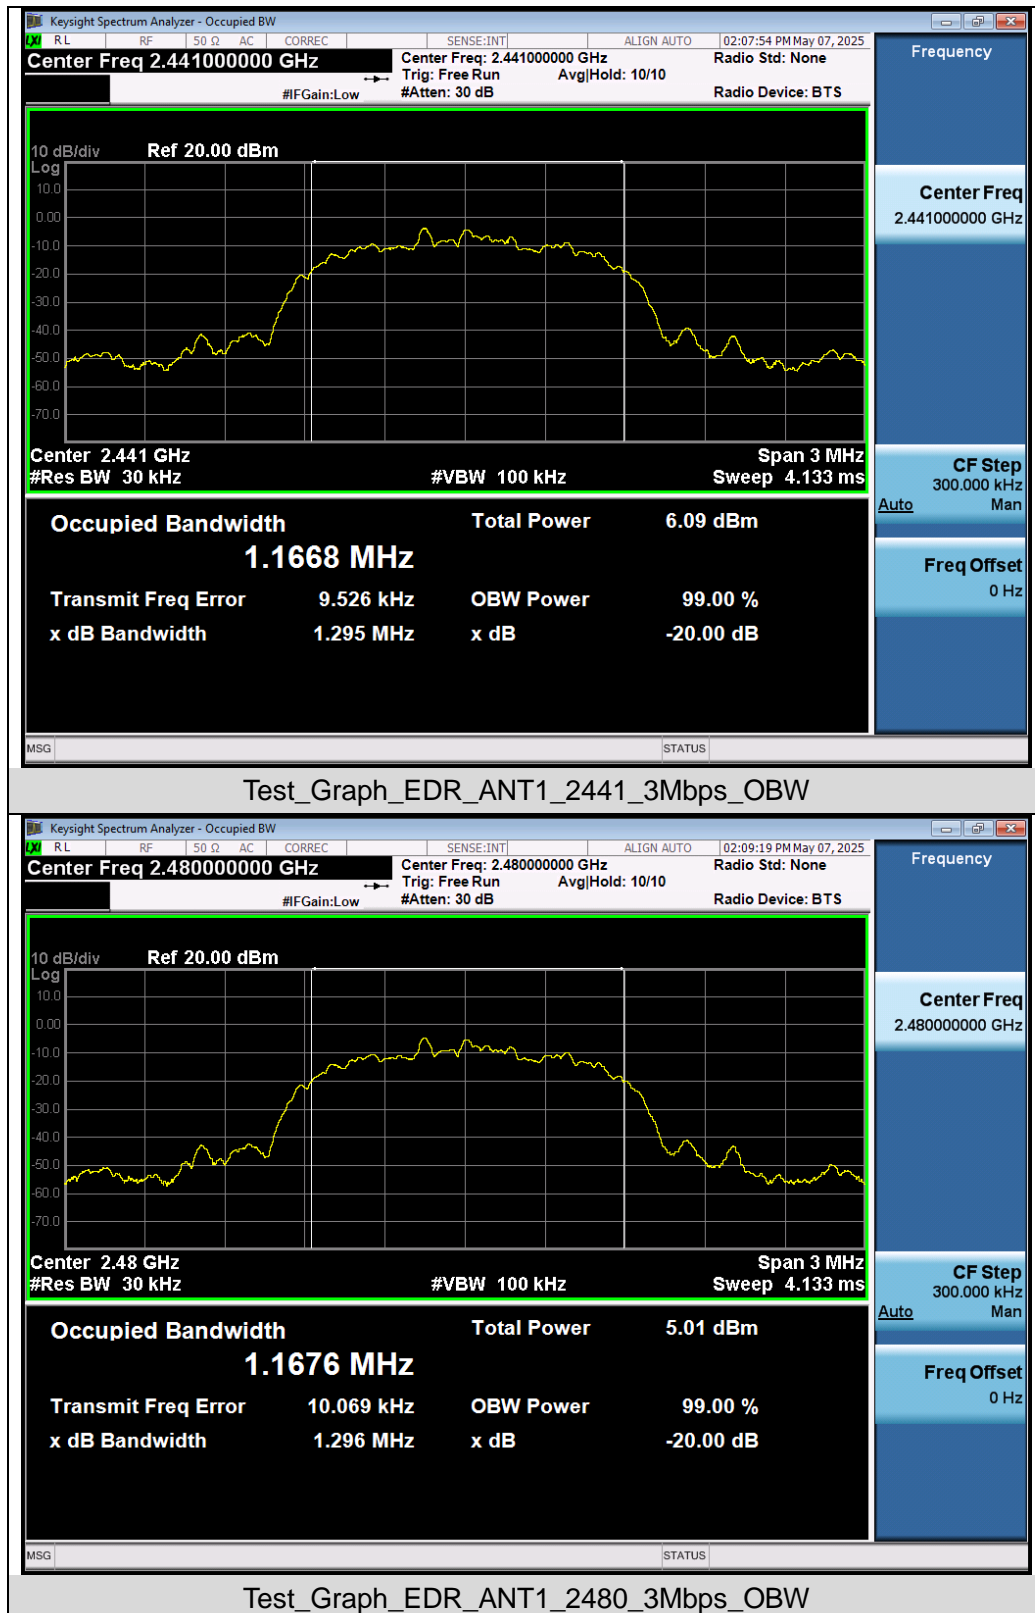 Keysight Spectrum Analyzer - Occupied BW
LXI RL RF 50 Ω AC CORREC SENSE:INT ALIGN AUTO 02:07:54 PM May 07, 2025
Center Freq 2.441000000 GHz
Center Freq: 2.441000000 GHz Radio Std: None
Trig: Free Run Avg|Hold: 10/10
#IFGain:Low #Atten: 30 dB Radio Device: BTS
Frequency
10 dB/div Ref 20.00 dBm
Log
10.0
0.00
-10.0
-20.0
-30.0
-40.0
-50.0
-60.0
-70.0
Center 2.441 GHz Span 3 MHz
#Res BW 30 kHz #VBW 100 kHz Sweep 4.133 ms
Center Freq
2.441000000 GHz
CF Step
300.000 kHz
Auto Man
Freq Offset
0 Hz
Occupied Bandwidth Total Power 6.09 dBm
1.1668 MHz
Transmit Freq Error 9.526 kHz OBW Power 99.00 %
x dB Bandwidth 1.295 MHz x dB -20.00 dB
MSG STATUS
Test_Graph_EDR_ANT1_2441_3Mbps_OBW
Keysight Spectrum Analyzer - Occupied BW
LXI RL RF 50 Ω AC CORREC SENSE:INT ALIGN AUTO 02:09:19 PM May 07, 2025
Center Freq 2.480000000 GHz
Center Freq: 2.480000000 GHz Radio Std: None
Trig: Free Run Avg|Hold: 10/10
#IFGain:Low #Atten: 30 dB Radio Device: BTS
Frequency
10 dB/div Ref 20.00 dBm
Log
10.0
0.00
-10.0
-20.0
-30.0
-40.0
-50.0
-60.0
-70.0
Center 2.48 GHz Span 3 MHz
#Res BW 30 kHz #VBW 100 kHz Sweep 4.133 ms
Center Freq
2.480000000 GHz
CF Step
300.000 kHz
Auto Man
Freq Offset
0 Hz
Occupied Bandwidth Total Power 5.01 dBm
1.1676 MHz
Transmit Freq Error 10.069 kHz OBW Power 99.00 %
x dB Bandwidth 1.296 MHz x dB -20.00 dB
MSG STATUS
Test_Graph_EDR_ANT1_2480_3Mbps_OBW